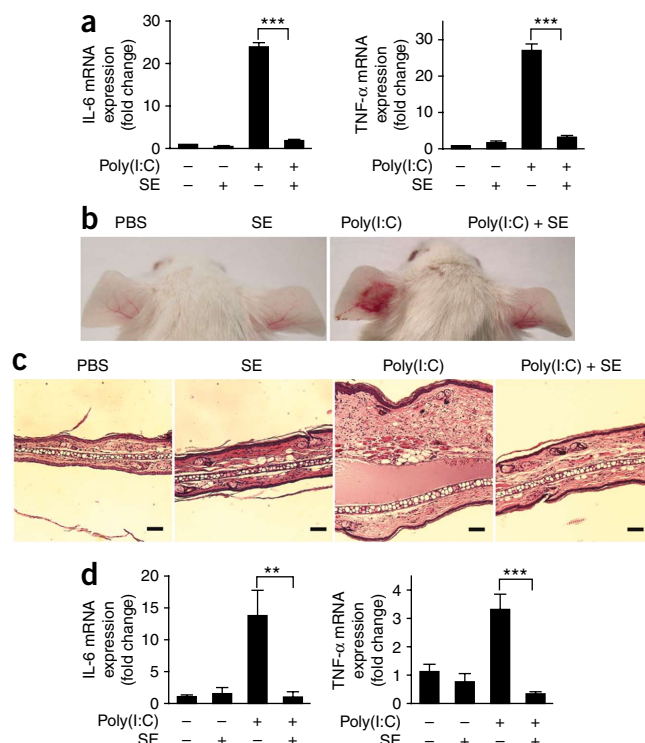 a
IL-6 mRNA
expression
(fold change)
30
20
10
0
***
Poly(I:C) – – + +
SE – + – +
TNF-α mRNA
expression
(fold change)
30
20
10
0
***
Poly(I:C) – – + +
SE – + – +
b
PBS SE Poly(I:C) Poly(I:C) + SE
c
PBS SE Poly(I:C) Poly(I:C) + SE
d
IL-6 mRNA
expression
(fold change)
20
15
10
5
0
**
Poly(I:C) – – + +
SE – + – +
TNF-α mRNA
expression
(fold change)
4
3
2
1
0
***
Poly(I:C) – – + +
SE – + – +